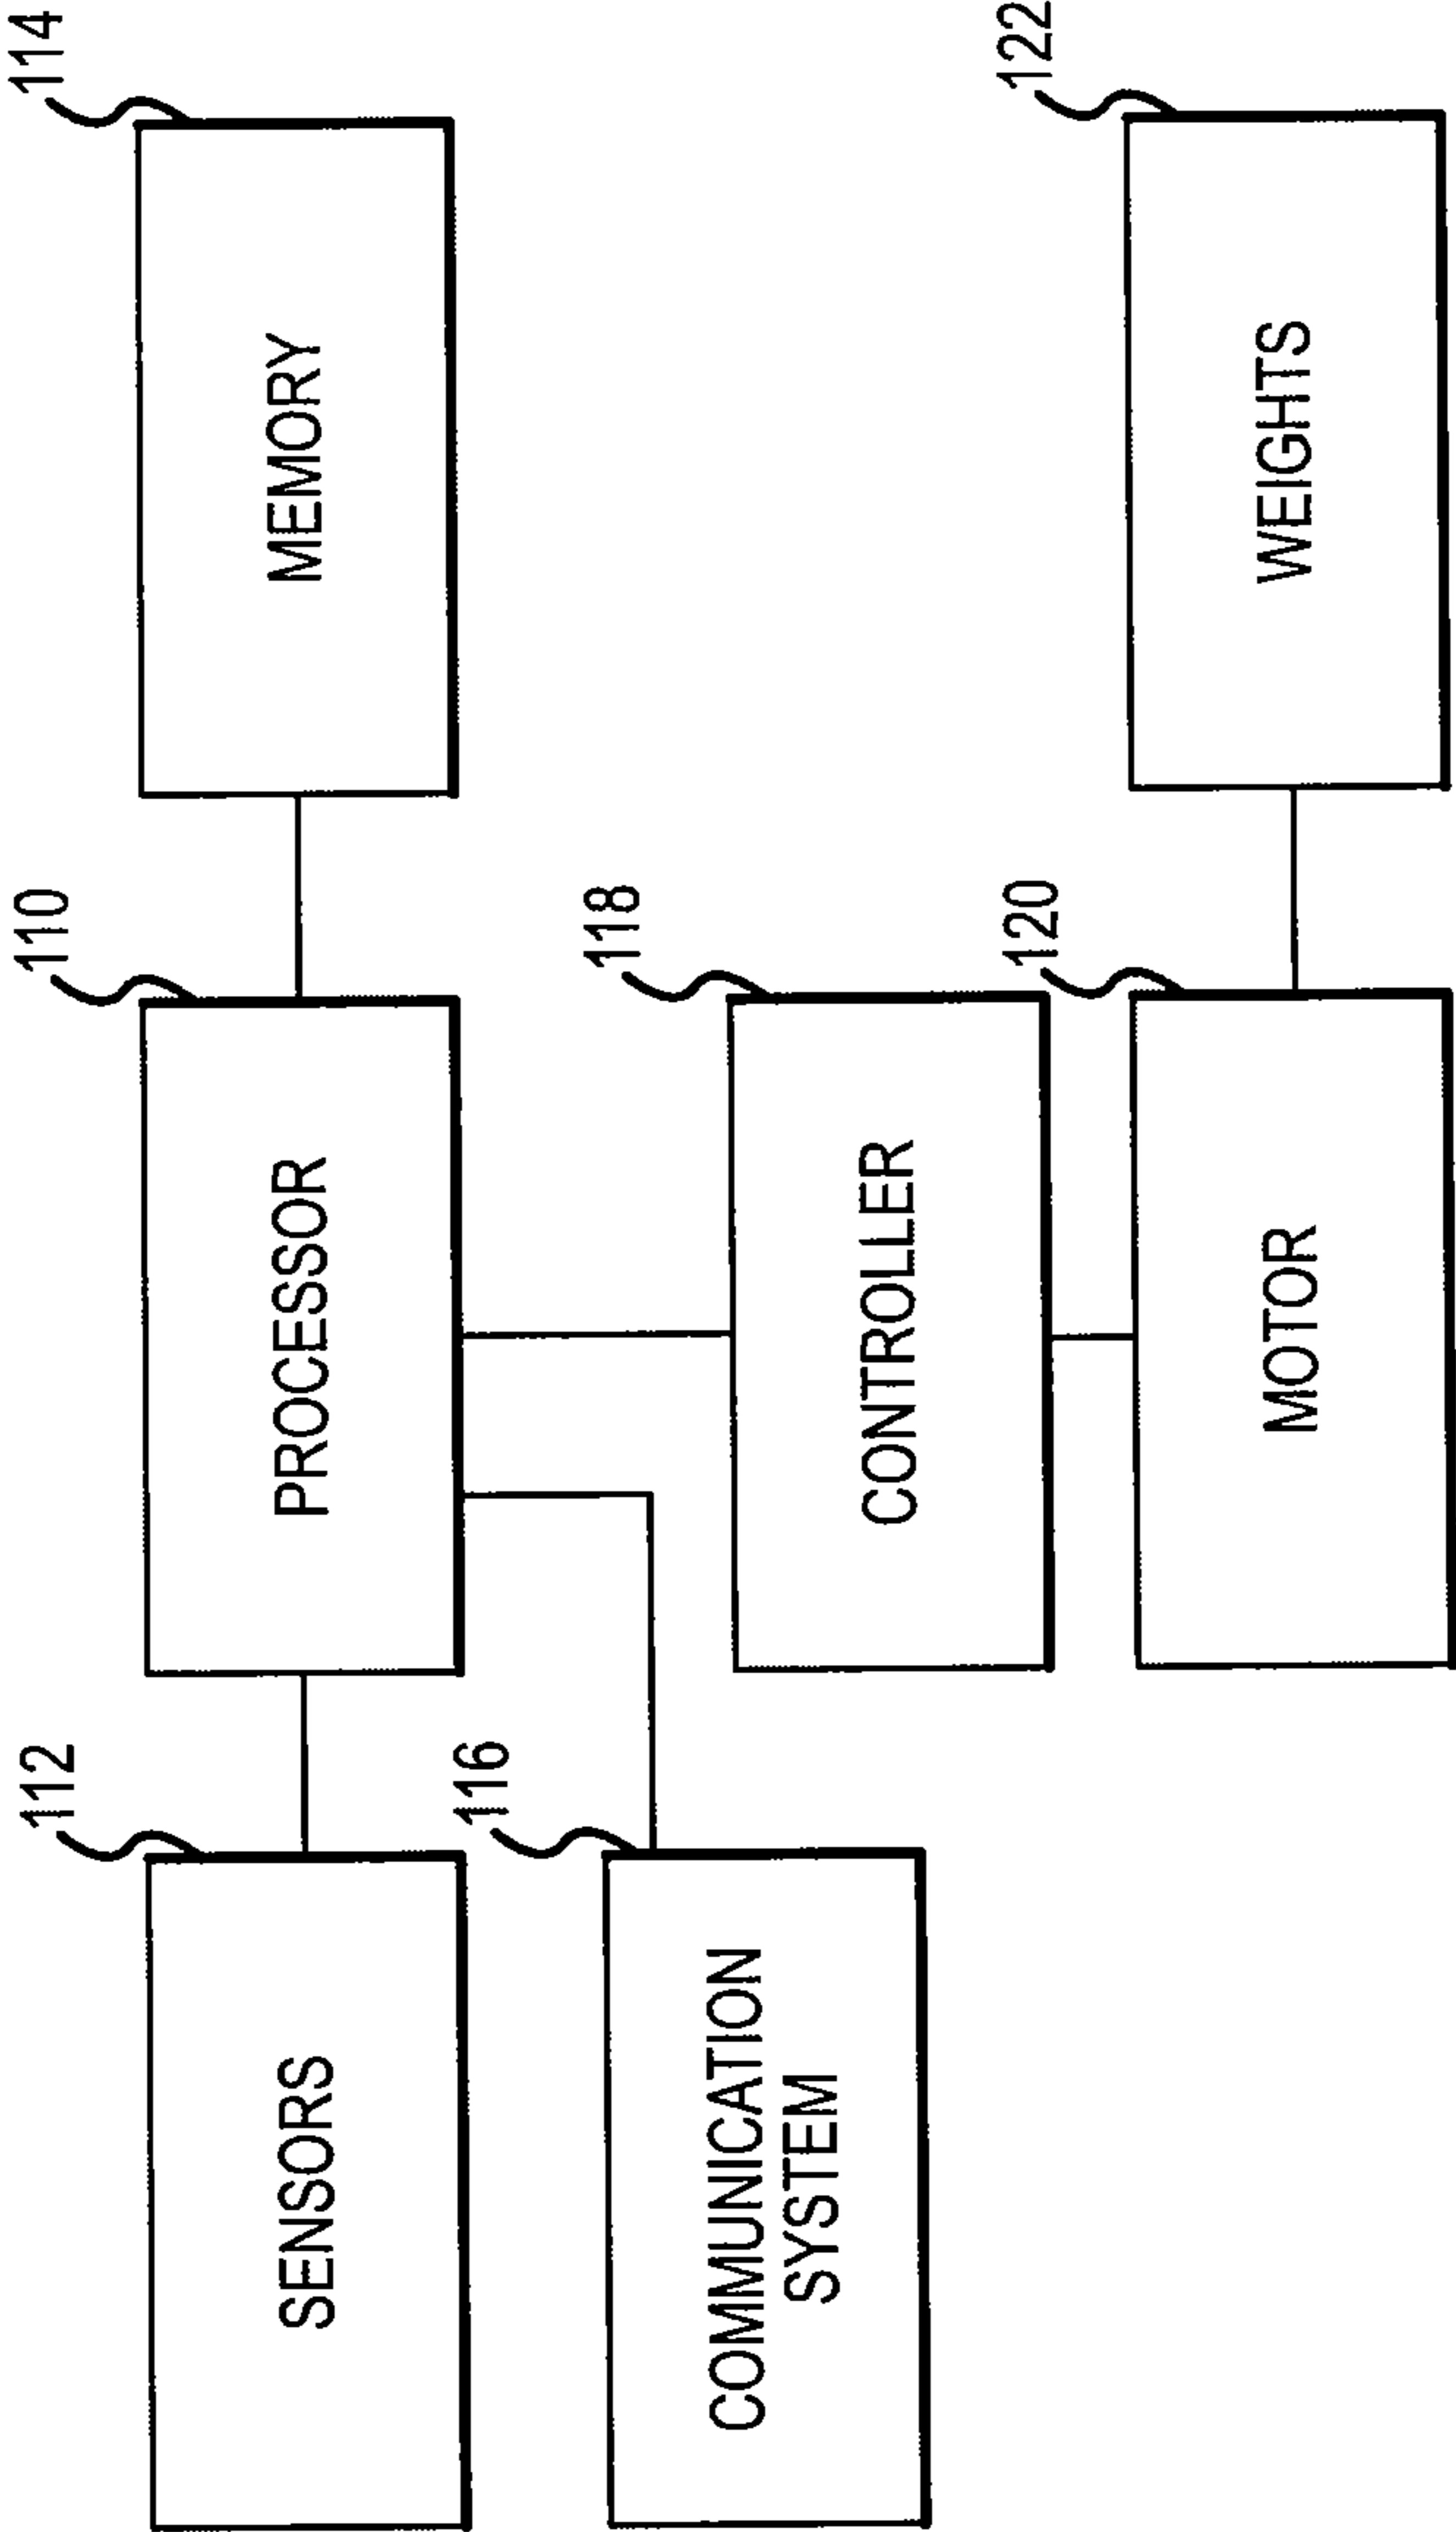 112
SENSORS
110
PROCESSOR
114
MEMORY
116
COMMUNICATION
SYSTEM
118
CONTROLLER
120
MOTOR
122
WEIGHTS